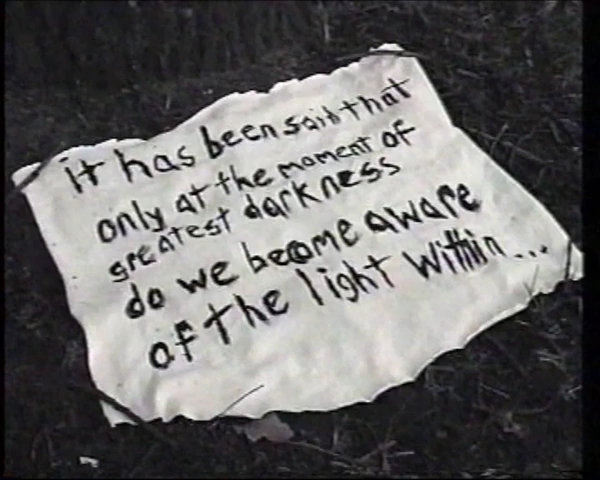 it has been said that
only at the moment of
greatest darkness
do we become aware
of the light within...